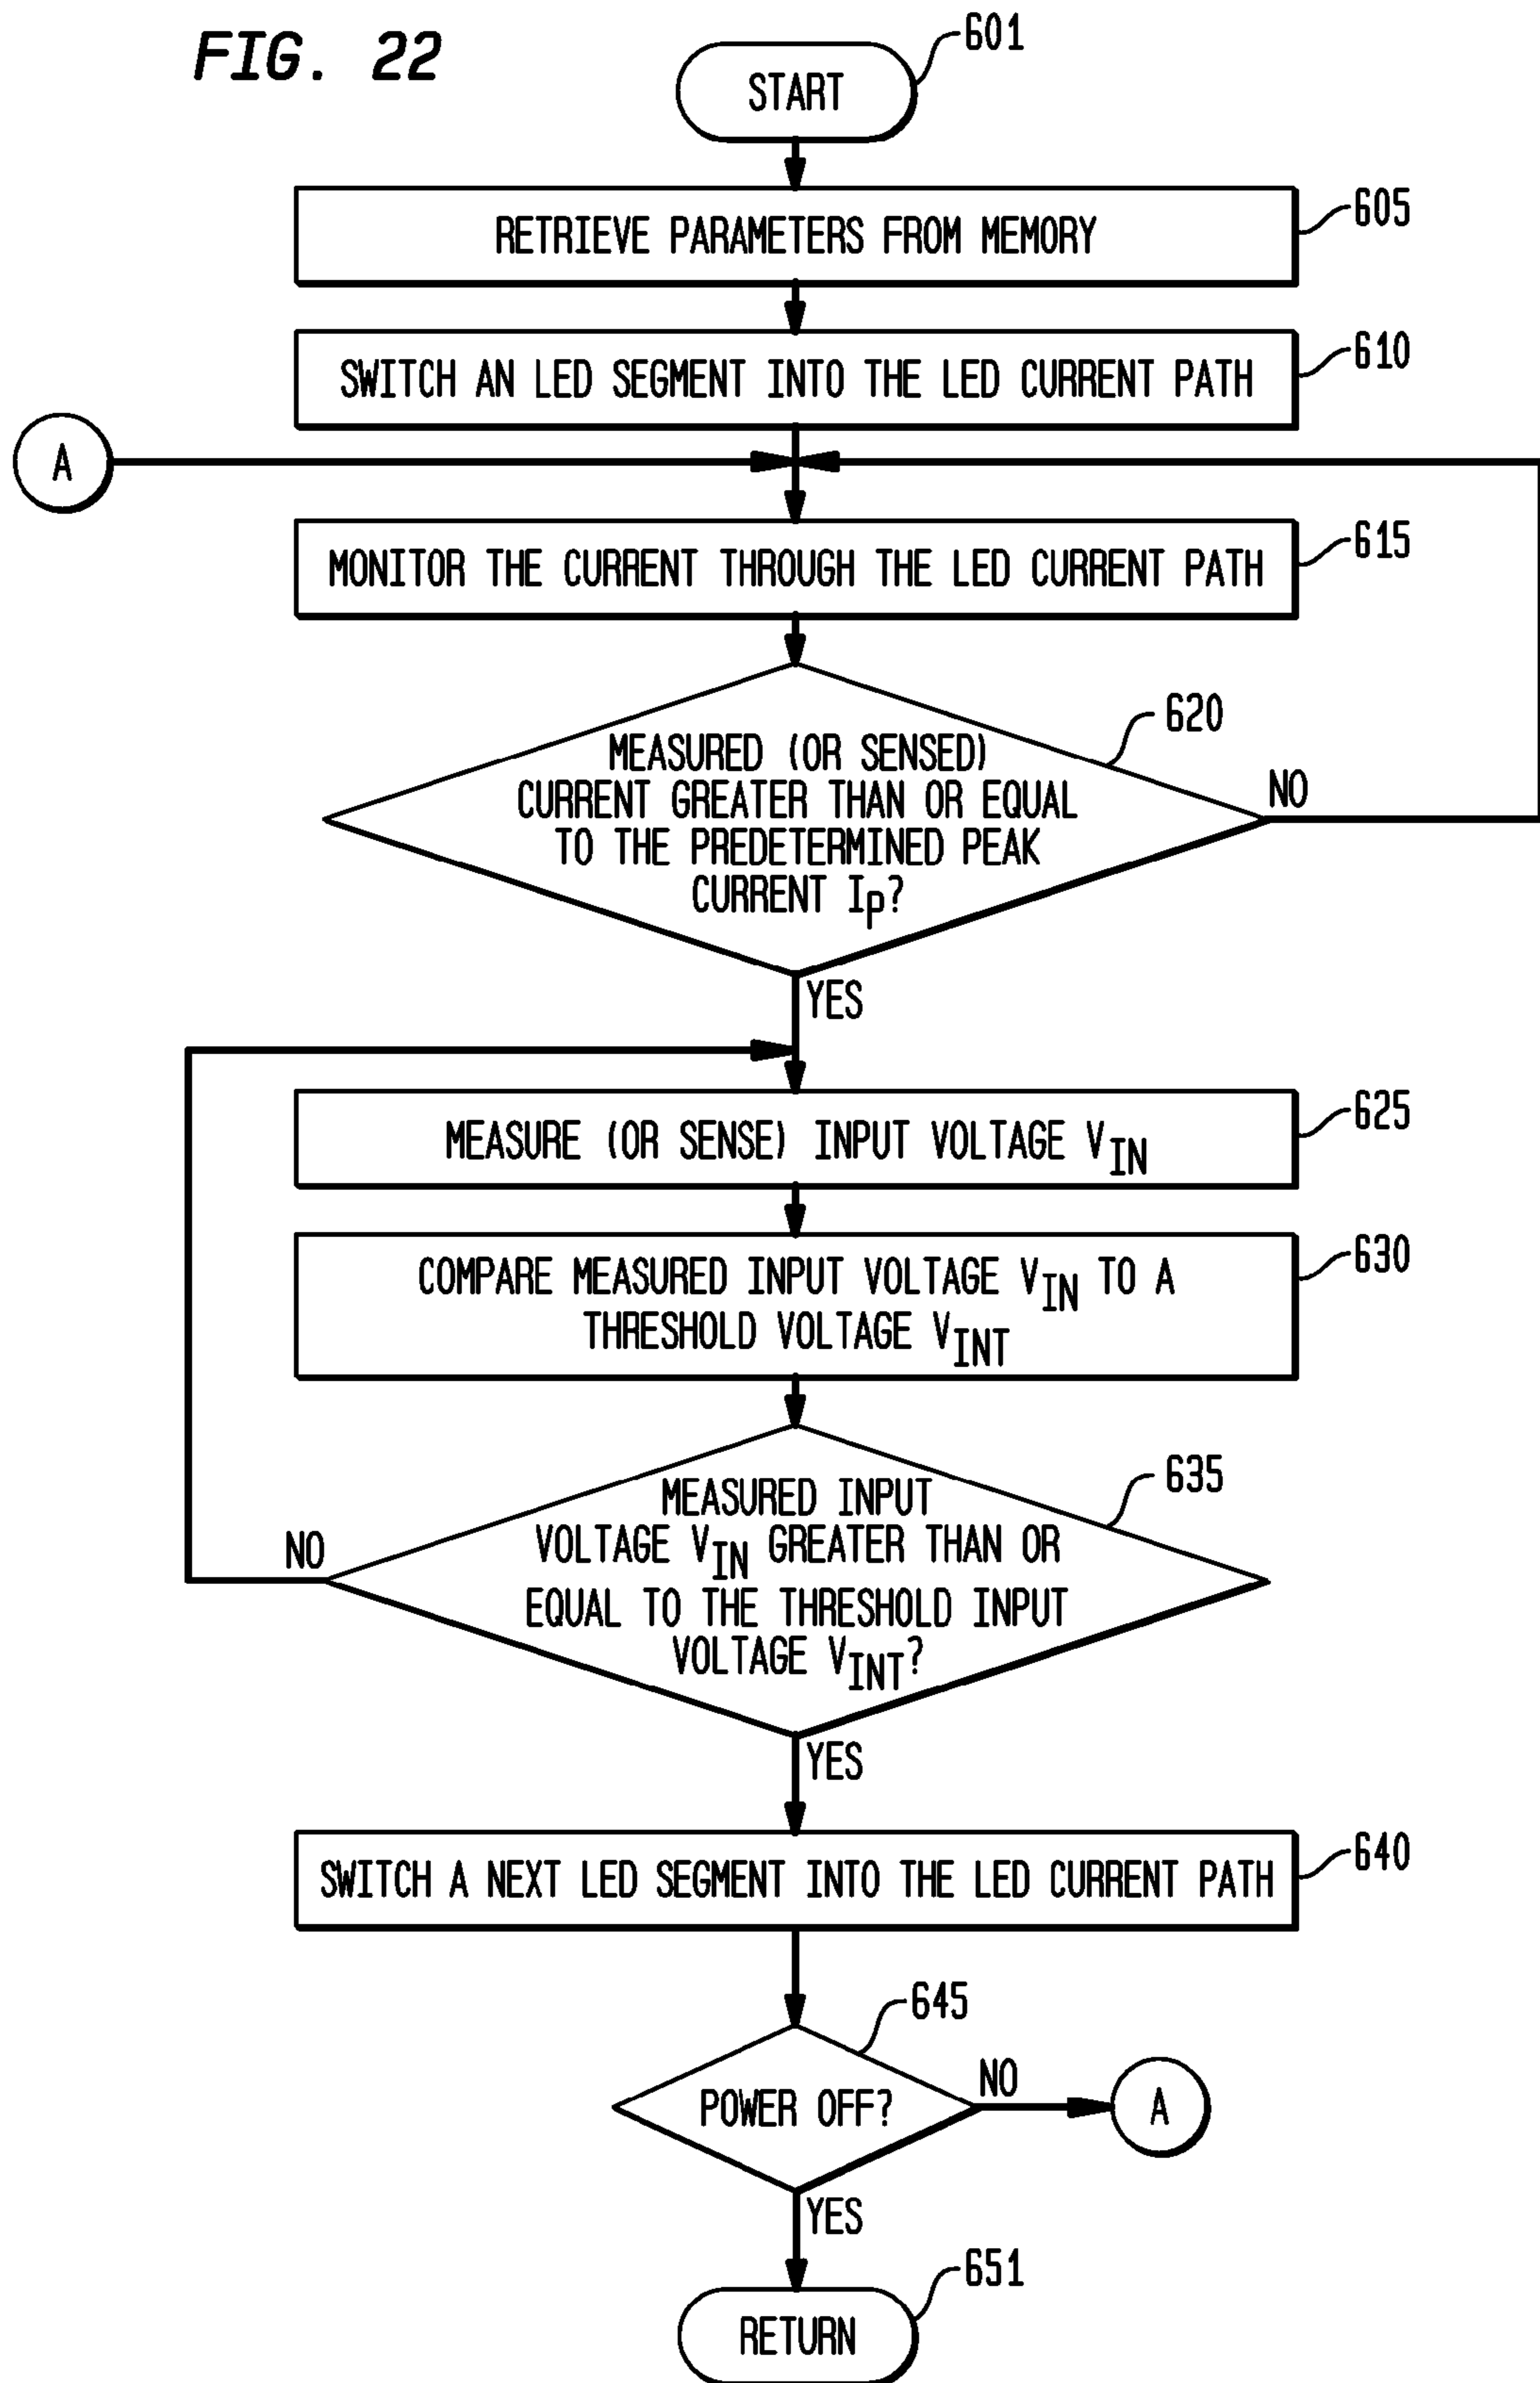 FIG. 22
601
START
605
RETRIEVE PARAMETERS FROM MEMORY
610
SWITCH AN LED SEGMENT INTO THE LED CURRENT PATH
A
615
MONITOR THE CURRENT THROUGH THE LED CURRENT PATH
620
MEASURED (OR SENSED)
CURRENT GREATER THAN OR EQUAL
TO THE PREDETERMINED PEAK
CURRENT Ip?
NO
YES
625
MEASURE (OR SENSE) INPUT VOLTAGE VIN
630
COMPARE MEASURED INPUT VOLTAGE VIN TO A
THRESHOLD VOLTAGE VINT
635
MEASURED INPUT
VOLTAGE VIN GREATER THAN OR
EQUAL TO THE THRESHOLD INPUT
VOLTAGE VINT?
NO
YES
640
SWITCH A NEXT LED SEGMENT INTO THE LED CURRENT PATH
645
POWER OFF?
NO
A
YES
651
RETURN